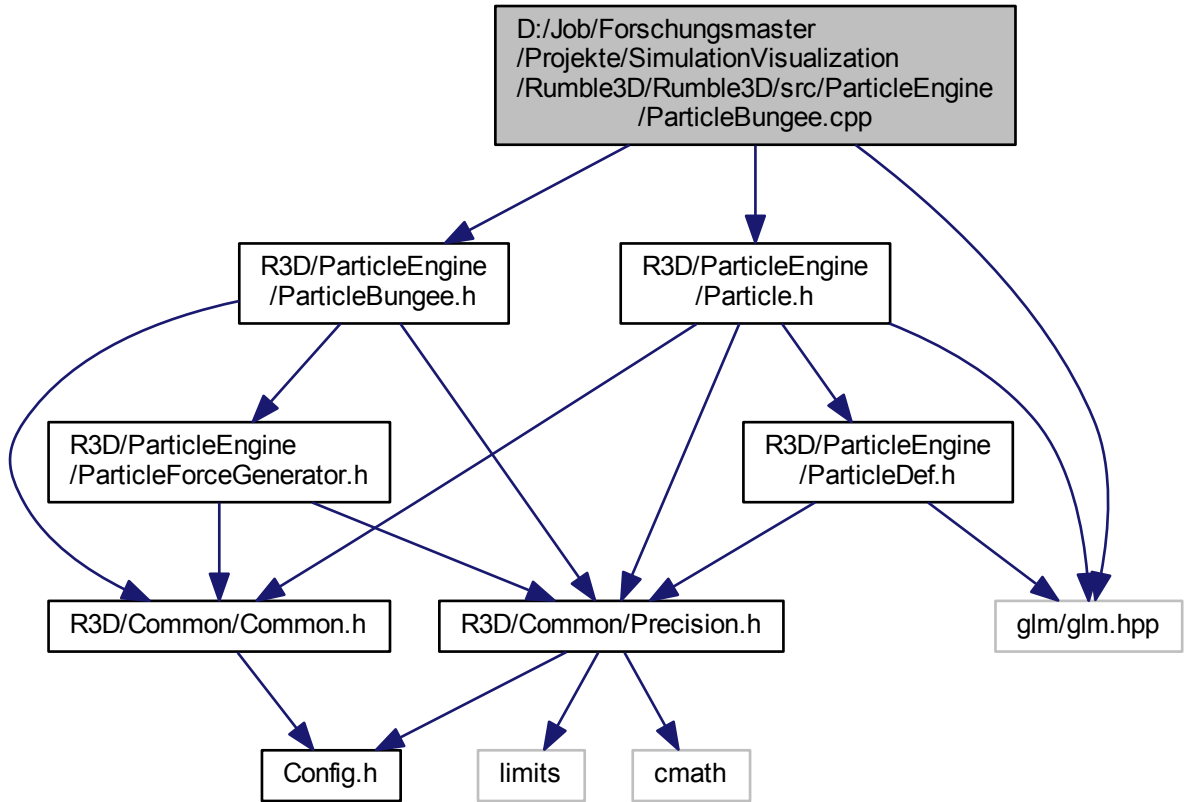 D:/Job/Forschungsmaster
/Projekte/SimulationVisualization
/Rumble3D/Rumble3D/src/ParticleEngine
/ParticleBungee.cpp
R3D/ParticleEngine
/ParticleBungee.h
R3D/ParticleEngine
/Particle.h
R3D/ParticleEngine
/ParticleForceGenerator.h
R3D/ParticleEngine
/ParticleDef.h
R3D/Common/Common.h
R3D/Common/Precision.h
glm/glm.hpp
Config.h
limits
cmath